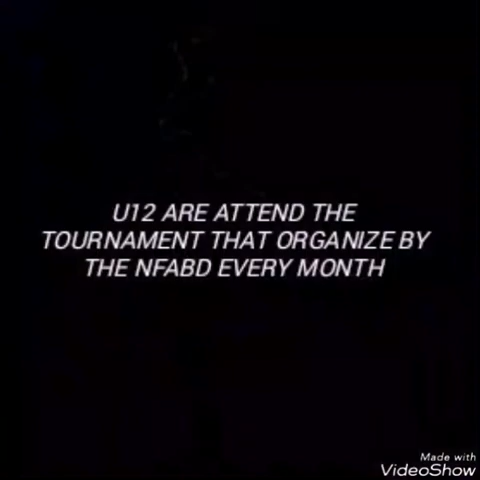 U12 ARE ATTEND THE
TOURNAMENT THAT ORGANIZE BY
THE NFABD EVERY MONTH
Made with
VideoShow